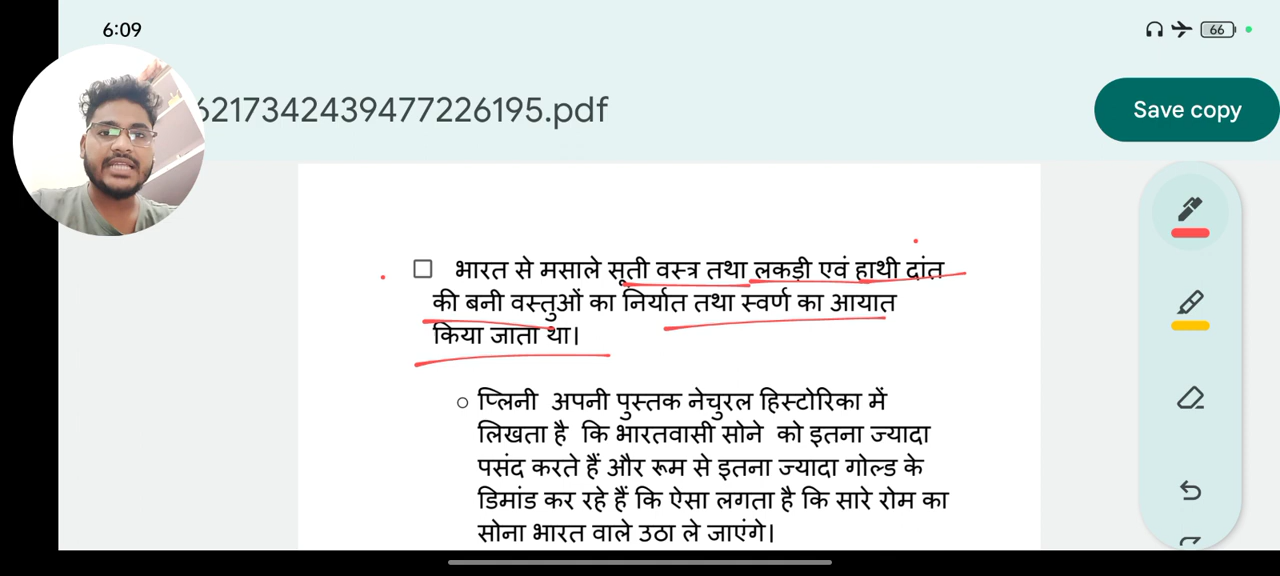 6:09
66
6217342439477226195.pdf
Save copy
भारत से मसाले सूती वस्त्र तथा लकड़ी एवं हाथी दांत
की बनी वस्तुओं का निर्यात तथा स्वर्ण का आयात
किया जाता था।
प्लिनी अपनी पुस्तक नेचुरल हिस्टोरिका में
लिखता है कि भारतवासी सोने को इतना ज्यादा
पसंद करते हैं और रूम से इतना ज्यादा गोल्ड के
डिमांड कर रहे हैं कि ऐसा लगता है कि सारे रोम का
सोना भारत वाले उठा ले जाएंगे।